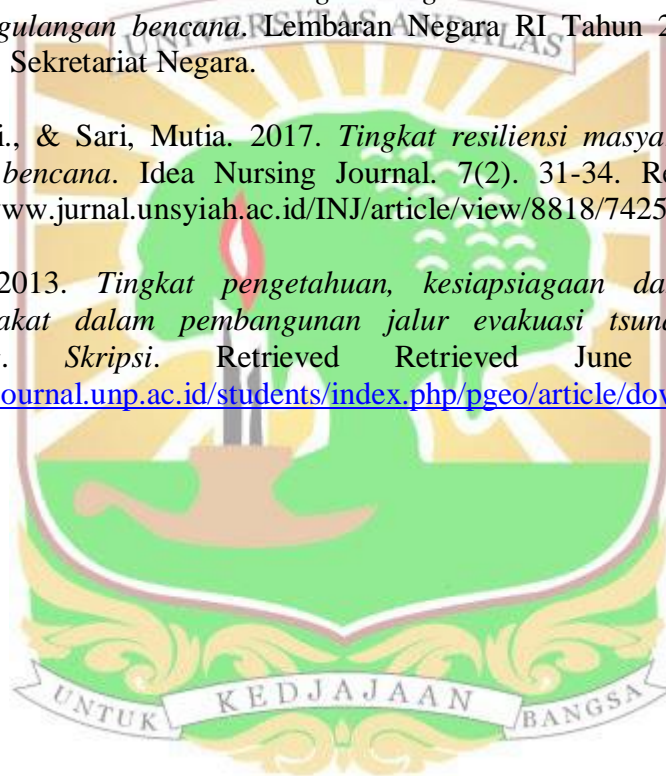 gulangan bencana. Lembaran Negara RI Tahun 2
UNIVERSITAS ANDALAS
Sekretariat Negara.
i., & Sari, Mutia. 2017. Tingkat resiliensi masya
bencana. Idea Nursing Journal. 7(2). 31-34. Re
ww.jurnal.unsyiah.ac.id/INJ/article/view/8818/7425
2013. Tingkat pengetahuan, kesiapsiagaan da
akat dalam pembangunan jalur evakuasi tsuna
. Skripsi. Retrieved Retrieved June
ournal.unp.ac.id/students/index.php/pgeo/article/dov
UNTUK KEDJAJAAN BANGSA